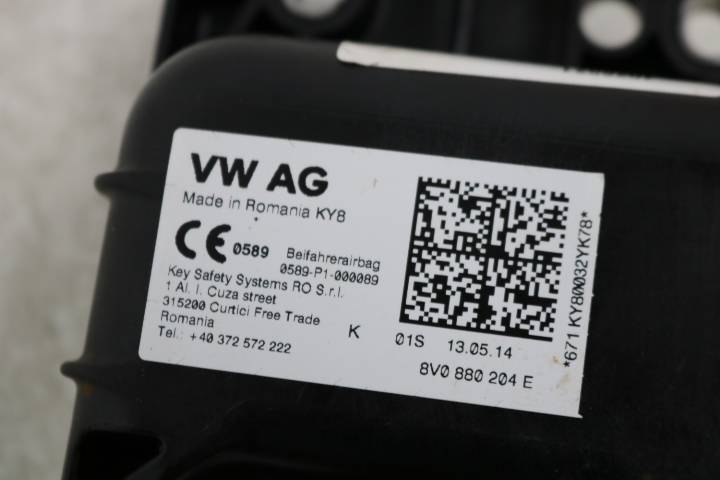 VW AG
Made in Romania KY8
CE 0589 Beifahrerairbag
0589-P1-000089
Key Safety Systems RO S.r.l.
1 Al. I. Cuza street
315200 Curtici Free Trade
Romania
Tel.: +40 372 572 222
K
01S 13.05.14
8V0 880 204 E
*671 KY80032YK78*